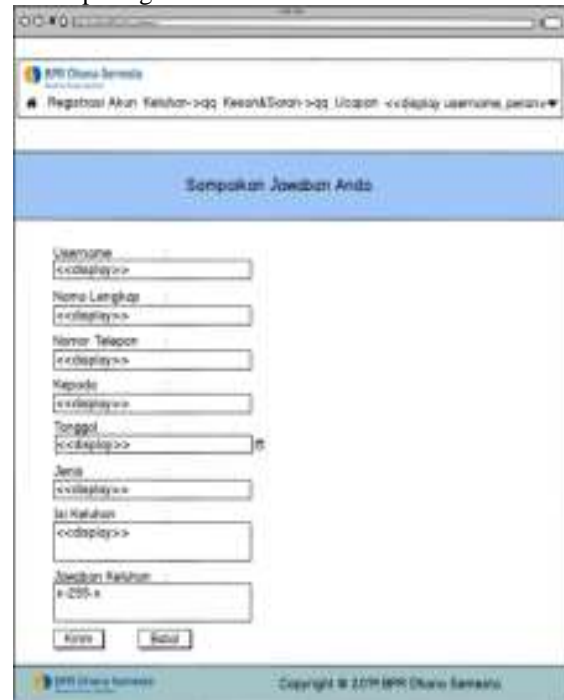 BPR Dhana Semesta
Registrasi Akun Keluhan->qq Kesan&Saran->qq Ucapan <<display username, peran>>
Sampaikan Jawaban Anda
Username :
<<display>>
Nama Lengkap :
<<display>>
Nomor Telepon :
<<display>>
Kepada :
<<display>>
Tanggal :
<<display>>
Jenis :
<<display>>
Isi Keluhan :
<<display>>
Jawaban Keluhan :
x-255-x
Kirim Batal
BPR Dhana Semesta
Copyright © 2019 BPR Dhana Semesta